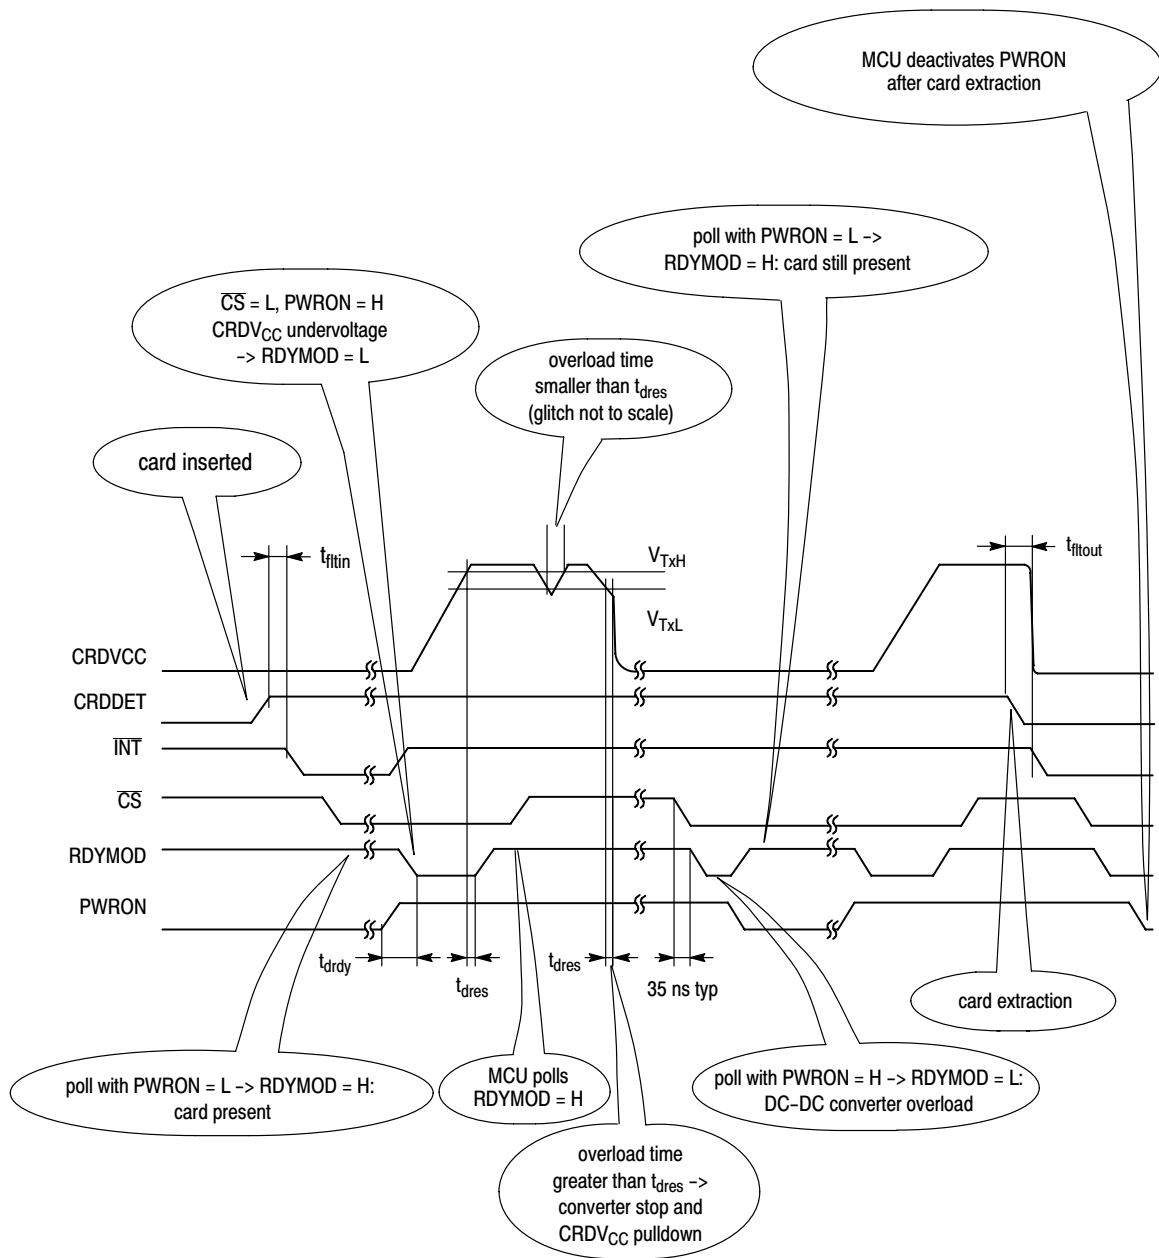 MCU deactivates PWRON
after card extraction
poll with PWRON = L –>
RDYMOD = H: card still present
C̅S̅ = L, PWRON = H
CRDVCC undervoltage
–> RDYMOD = L
overload time
smaller than tdres
(glitch not to scale)
card inserted
tfltin
VTxH
tfltout
VTxL
CRDVCC
CRDDET
I̅N̅T̅
C̅S̅
RDYMOD
PWRON
tdrdy
tdres
tdres
35 ns typ
card extraction
poll with PWRON = L –> RDYMOD = H:
card present
MCU polls
RDYMOD = H
poll with PWRON = H –> RDYMOD = L:
DC–DC converter overload
overload time
greater than tdres –>
converter stop and
CRDVCC pulldown